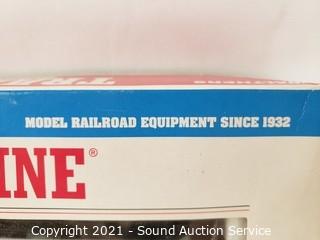 MODEL RAILROAD EQUIPMENT SINCE 1932
INE®
Copyright 2021 - Sound Auction Service